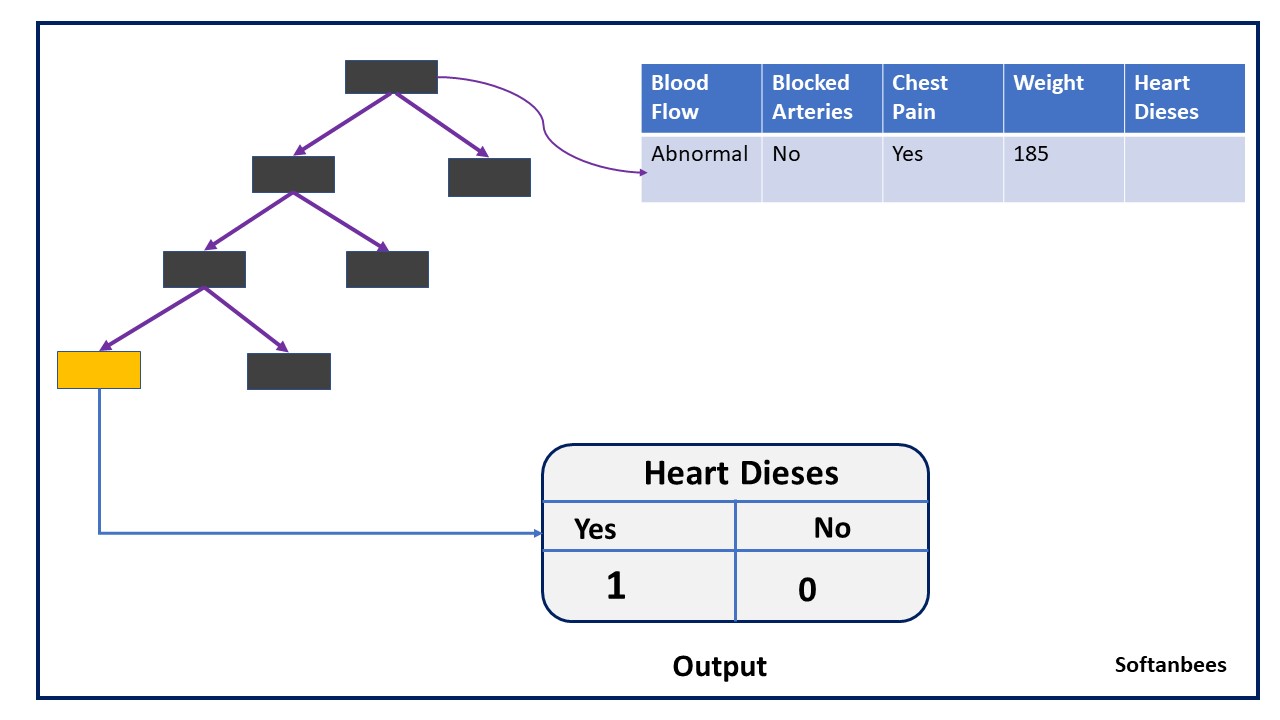 Blood Flow Blocked Arteries Chest Pain Weight Heart Dieses
Abnormal No Yes 185
Heart Dieses
Yes No
1 0
Output
Softanbees